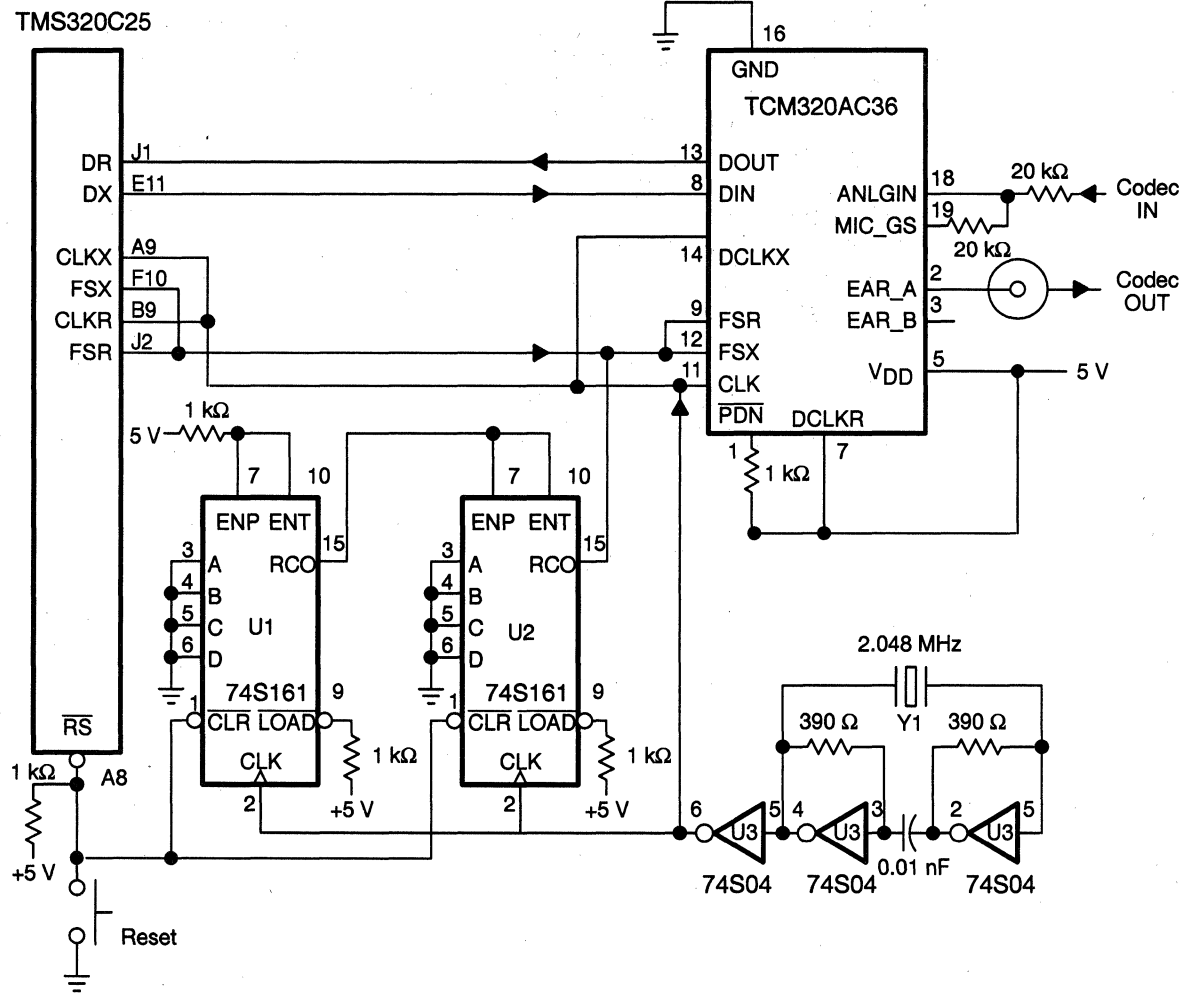 TMS320C25
16
GND
TCM320AC36
DR J1 13 DOUT
DX E11 8 DIN
ANLGIN 18 20 kΩ Codec IN
MIC_GS 19 20 kΩ
CLKX A9 14 DCLKX
FSX F10
EAR_A 2 Codec OUT
CLKR B9 9 FSR
EAR_B 3
FSR J2 12 FSX
11 CLK
VDD 5 5 V
PDN DCLKR
1 7
1 kΩ
5 V 1 kΩ
7 10
7 10
ENP ENT
ENP ENT
15
15
3 A RCO
3 A RCO
4 B
4 B
5 C U1
5 C U2
6 D
6 D
74S161 9
74S161 9
1 CLR LOAD
1 CLR LOAD
CLK 1 kΩ
CLK 1 kΩ
2 +5 V
2 +5 V
2.048 MHz
Y1
390 Ω 390 Ω
6 U3 5 4 U3 3 2 U3 5
0.01 nF
74S04 74S04 74S04
RS
1 kΩ A8
+5 V
Reset